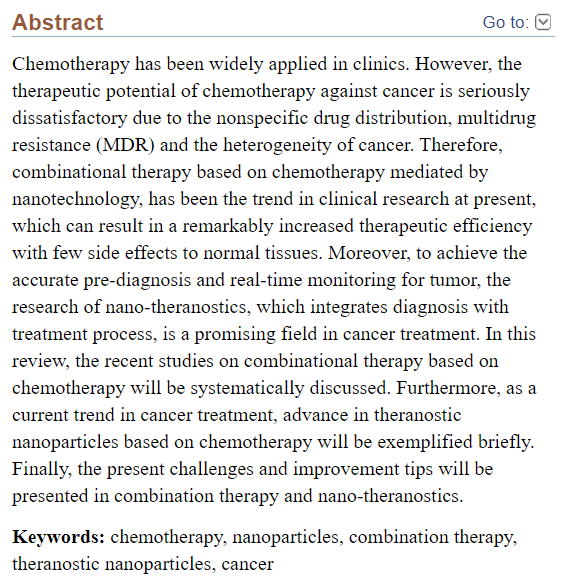 Abstract
Go to:
Chemotherapy has been widely applied in clinics. However, the
therapeutic potential of chemotherapy against cancer is seriously
dissatisfactory due to the nonspecific drug distribution, multidrug
resistance (MDR) and the heterogeneity of cancer. Therefore,
combinational therapy based on chemotherapy mediated by
nanotechnology, has been the trend in clinical research at present,
which can result in a remarkably increased therapeutic efficiency
with few side effects to normal tissues. Moreover, to achieve the
accurate pre-diagnosis and real-time monitoring for tumor, the
research of nano-theranostics, which integrates diagnosis with
treatment process, is a promising field in cancer treatment. In this
review, the recent studies on combinational therapy based on
chemotherapy will be systematically discussed. Furthermore, as a
current trend in cancer treatment, advance in theranostic
nanoparticles based on chemotherapy will be exemplified briefly.
Finally, the present challenges and improvement tips will be
presented in combination therapy and nano-theranostics.
Keywords: chemotherapy, nanoparticles, combination therapy,
theranostic nanoparticles, cancer